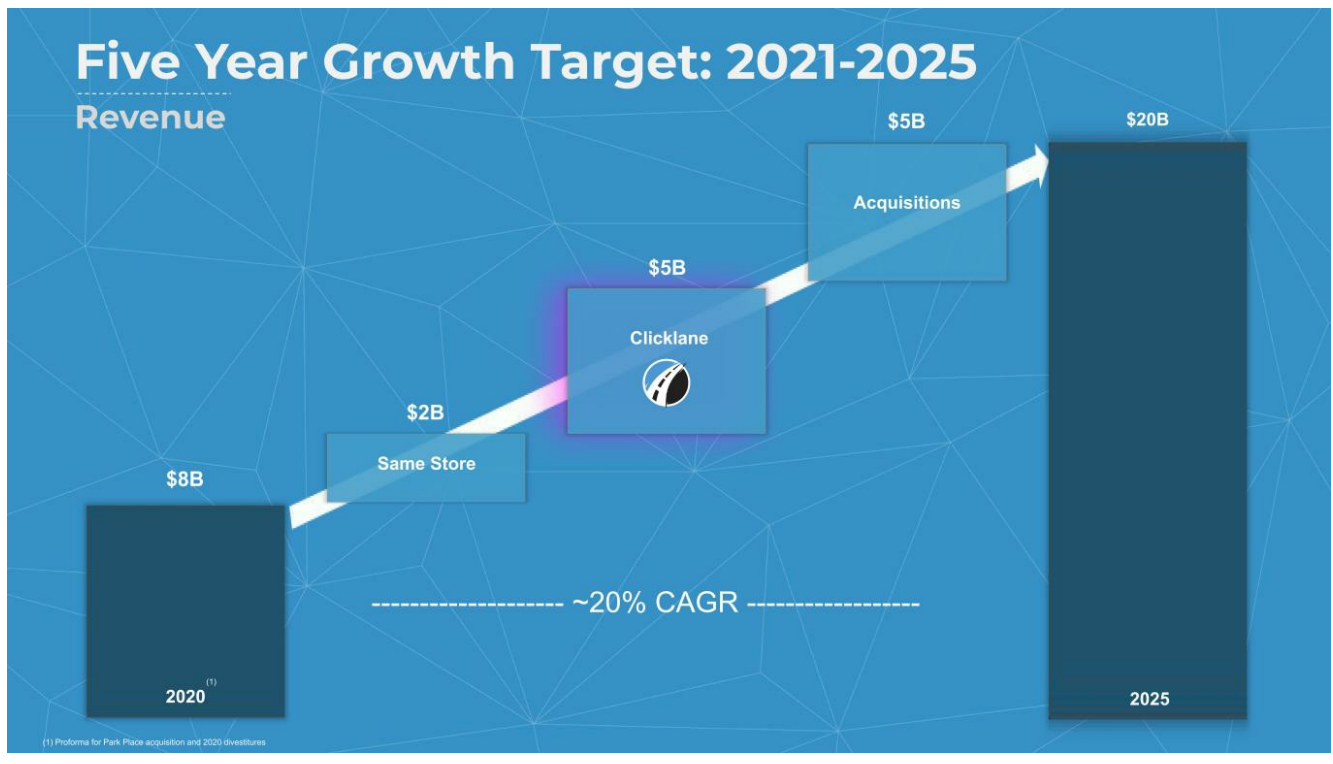 Five Year Growth Target: 2021-2025
Revenue
$8B
2020 (1)
$2B
Same Store
$5B
Clicklane
$5B
Acquisitions
$20B
2025
-------------------- ~20% CAGR ------------------
(1) Proforma for Park Place acquisition and 2020 divestitures